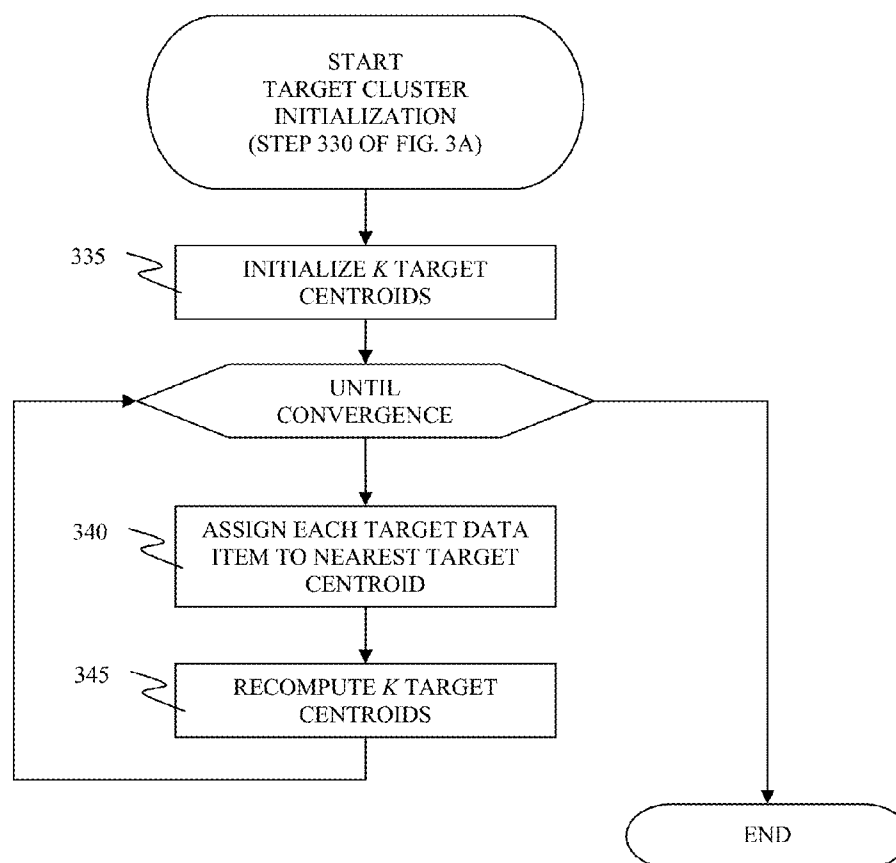 START
TARGET CLUSTER
INITIALIZATION
(STEP 330 OF FIG. 3A)
335
INITIALIZE K TARGET
CENTROIDS
UNTIL
CONVERGENCE
340
ASSIGN EACH TARGET DATA
ITEM TO NEAREST TARGET
CENTROID
345
RECOMPUTE K TARGET
CENTROIDS
END